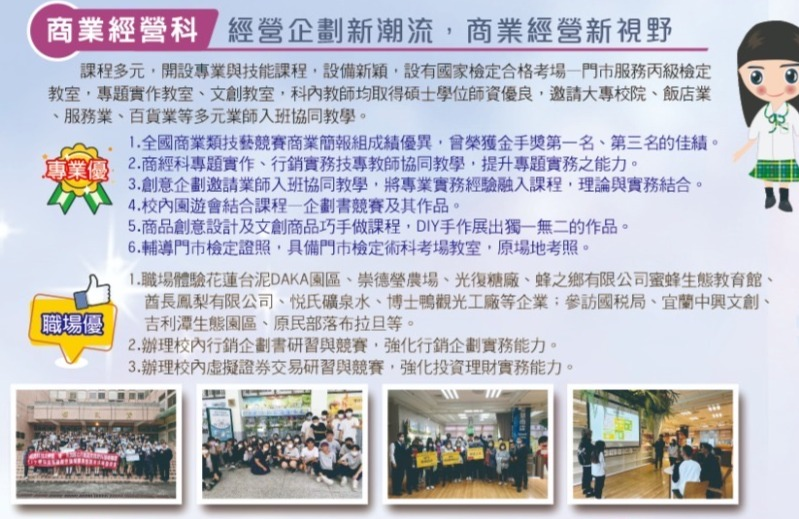 商業經營科 經營企劃新潮流，商業經營新視野
課程多元，開設專業與技能課程，設備新穎，設有國家檢定合格考場—門市服務丙級檢定
教室，專題實作教室、文創教室，科內教師均取得碩士學位師資優良，邀請大專校院、飯店業
、服務業、百貨業等多元業師入班協同教學。
專業優
1.全國商業類技藝競賽商業簡報組成績優異，曾榮獲金手獎第一名、第三名的佳績。
2.商經科專題實作、行銷實務技專教師協同教學，提升專題實務之能力。
3.創意企劃邀請業師入班協同教學，將專業實務經驗融入課程，理論與實務結合。
4.校內園遊會結合課程—企劃書競賽及其作品。
5.商品創意設計及文創商品巧手做課程，DIY手作展出獨一無二的作品。
6.輔導門市檢定證照，具備門市檢定術科考場教室，原場地考照。
職場優
1.職場體驗花蓮台泥DAKA園區、崇德瑩農場、光復糖廠、蜂之鄉有限公司蜜蜂生態教育館、
酋長鳳梨有限公司、悅氏礦泉水、博士鴨觀光工廠等企業；參訪國稅局、宜蘭中興文創、
吉利潭生態園區、原民部落布拉旦等。
2.辦理校內行銷企劃書研習與競賽，強化行銷企劃實務能力。
3.辦理校內虛擬證券交易研習與競賽，強化投資理財實務能力。